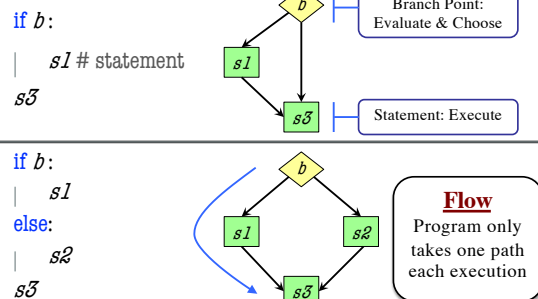 if b:
s1 # statement
s3
b
s1
s3
Branch Point:
Evaluate & Choose
Statement: Execute
if b:
s1
else:
s2
s3
b
s1
s2
s3
Flow
Program only
takes one path
each execution